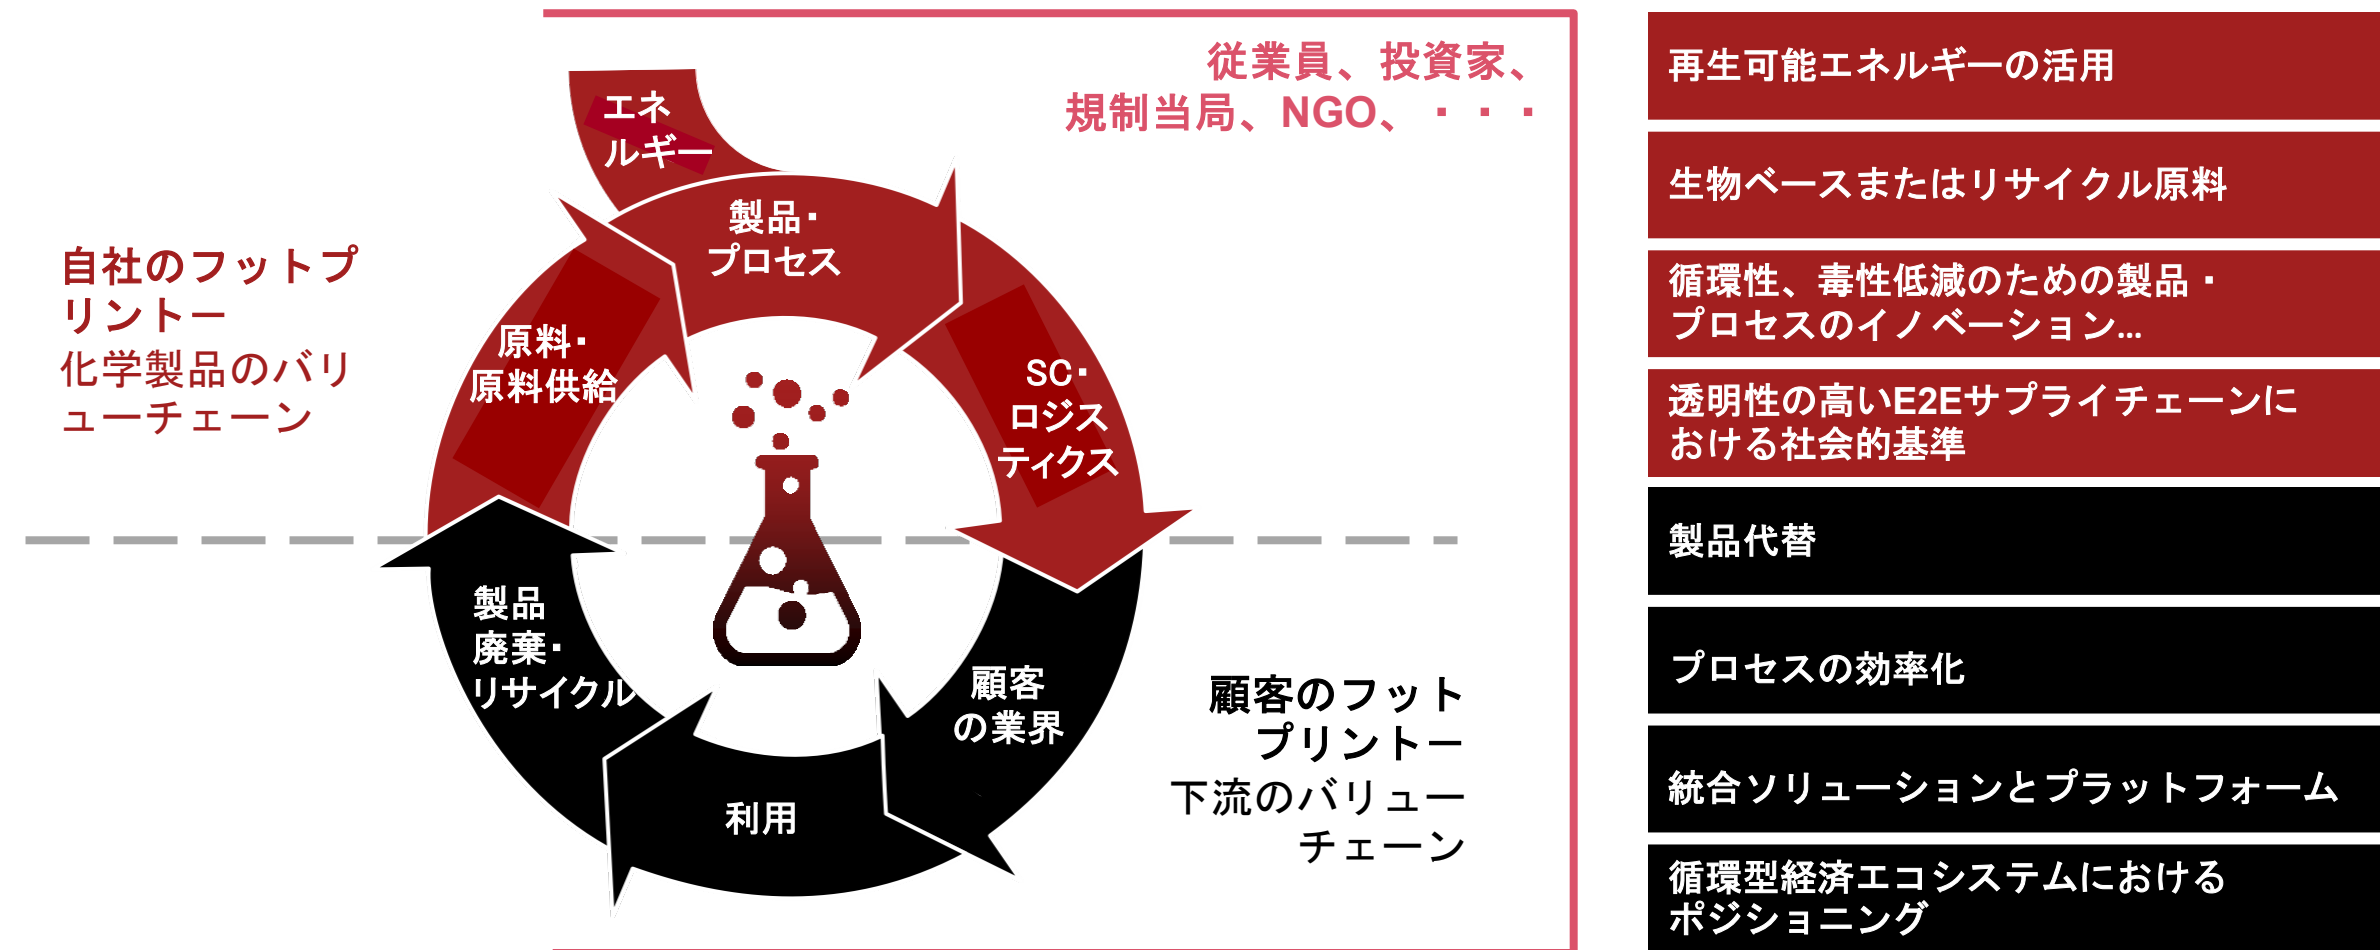 従業員、投資家、
規制当局、NGO、・・・
エネ
ルギー
製品・
プロセス
自社のフットプ
リントー
化学製品のバリ
ューチェーン
原料・
原料供給
SC・
ロジス
ティクス
製品
廃棄・
リサイクル
顧客
の業界
利用
顧客のフット
プリントー
下流のバリュー
チェーン
再生可能エネルギーの活用
生物ベースまたはリサイクル原料
循環性、毒性低減のための製品・
プロセスのイノベーション...
透明性の高いE2Eサプライチェーンに
おける社会的基準
製品代替
プロセスの効率化
統合ソリューションとプラットフォーム
循環型経済エコシステムにおける
ポジショニング